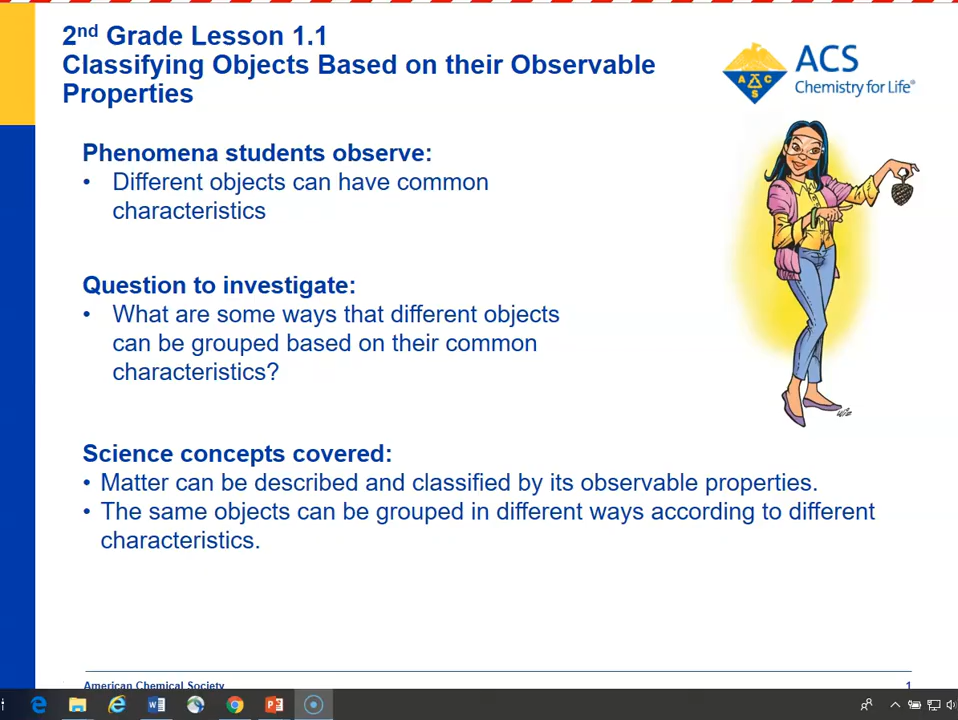 2nd Grade Lesson 1.1
Classifying Objects Based on their Observable
Properties
ACS
Chemistry for Life®
A C S
Phenomena students observe:
• Different objects can have common
characteristics
Question to investigate:
• What are some ways that different objects
can be grouped based on their common
characteristics?
Science concepts covered:
• Matter can be described and classified by its observable properties.
• The same objects can be grouped in different ways according to different
characteristics.
American Chemical Society
1